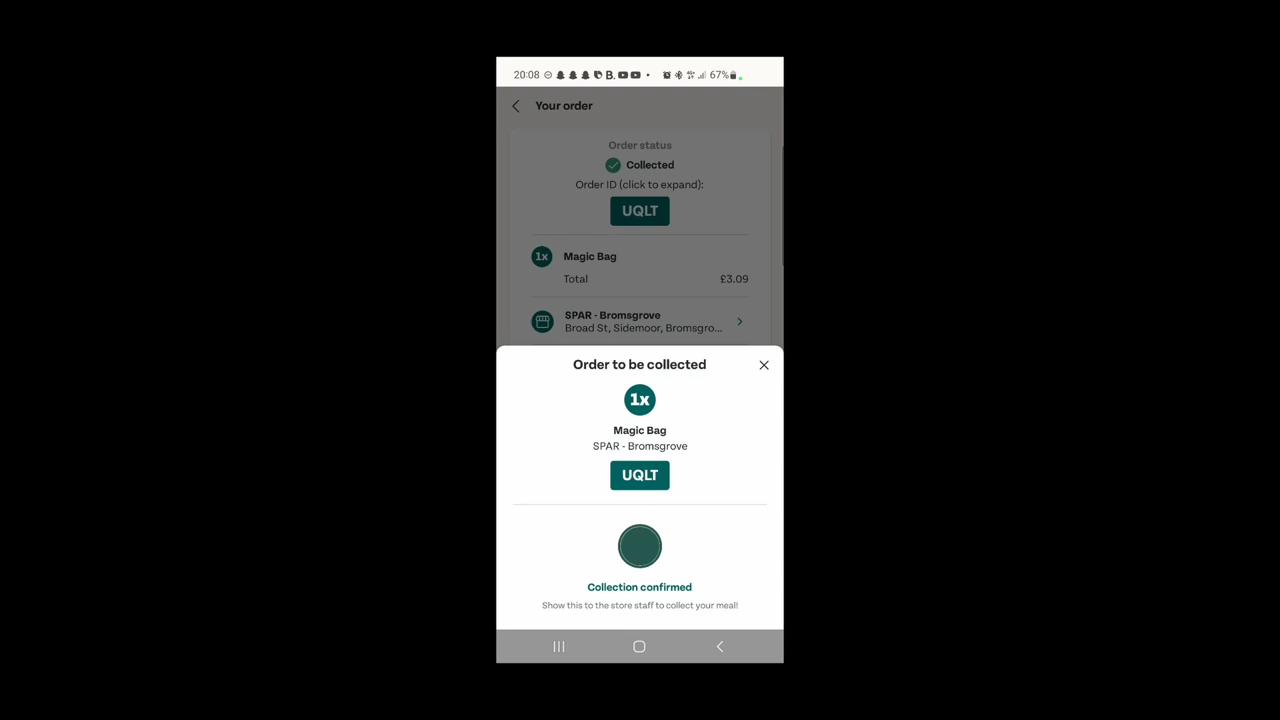 20:08 67%
Your order
Order status
Collected
Order ID (click to expand):
UQLT
1x Magic Bag
Total £3.09
SPAR - Bromsgrove
Broad St, Sidemoor, Bromsgro...
Order to be collected
1x
Magic Bag
SPAR - Bromsgrove
UQLT
Collection confirmed
Show this to the store staff to collect your meal!